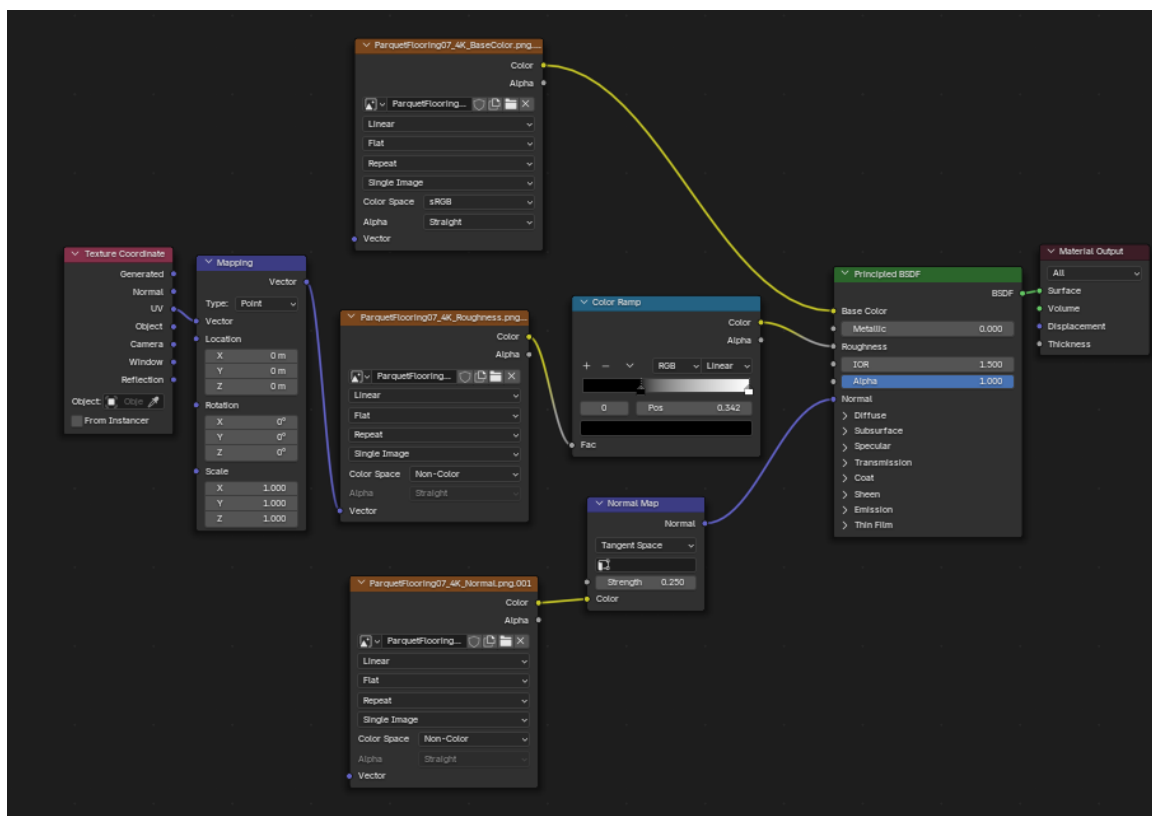 ParquetFlooring07_4K_BaseColor.png....
Color
Alpha
ParquetFlooring...
Linear
Flat
Repeat
Single Image
Color Space sRGB
Alpha Straight
Vector
Texture Coordinate
Generated
Normal
UV
Object
Camera
Window
Reflection
Object: Obje
From Instancer
Mapping
Vector
Type: Point
Vector
Location
X 0 m
Y 0 m
Z 0 m
Rotation
X 0°
Y 0°
Z 0°
Scale
X 1.000
Y 1.000
Z 1.000
ParquetFlooring07_4K_Roughness.png...
Color
Alpha
ParquetFlooring...
Linear
Flat
Repeat
Single Image
Color Space Non-Color
Alpha Straight
Vector
Color Ramp
Color
Alpha
RGB Linear
0 Pos 0.342
Fac
Normal Map
Normal
Tangent Space
Strength 0.250
Color
ParquetFlooring07_4K_Normal.png.001
Color
Alpha
ParquetFlooring...
Linear
Flat
Repeat
Single Image
Color Space Non-Color
Alpha Straight
Vector
Principled BSDF
BSDF
Base Color
Metallic 0.000
Roughness
IOR 1.500
Alpha 1.000
Normal
Diffuse
Subsurface
Specular
Transmission
Coat
Sheen
Emission
Thin Film
Material Output
All
Surface
Volume
Displacement
Thickness